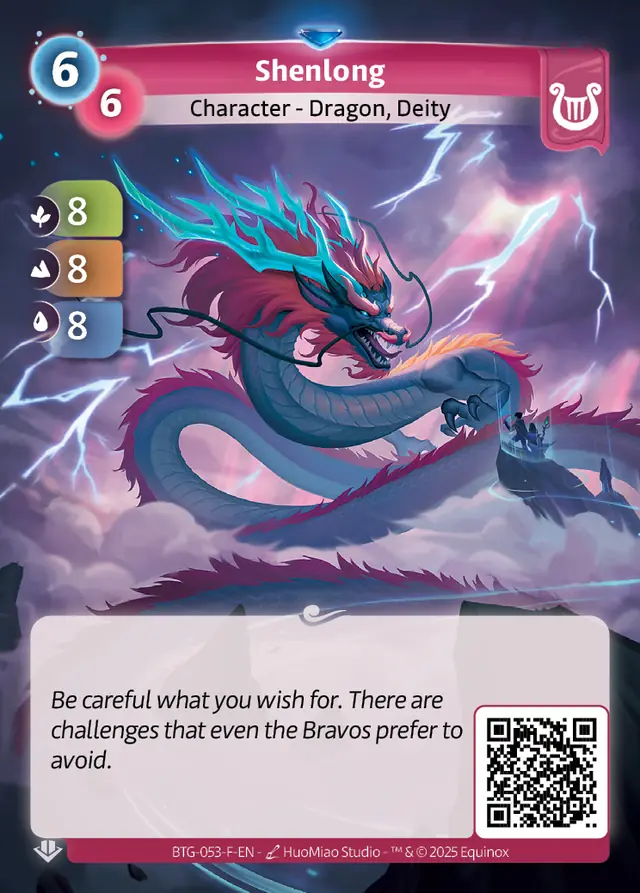 6
Shenlong
6
Character - Dragon, Deity
8
8
8
Be careful what you wish for. There are
challenges that even the Bravos prefer to
avoid.
BTG-053-F-EN - HuoMiao Studio - ™ & © 2025 Equinox